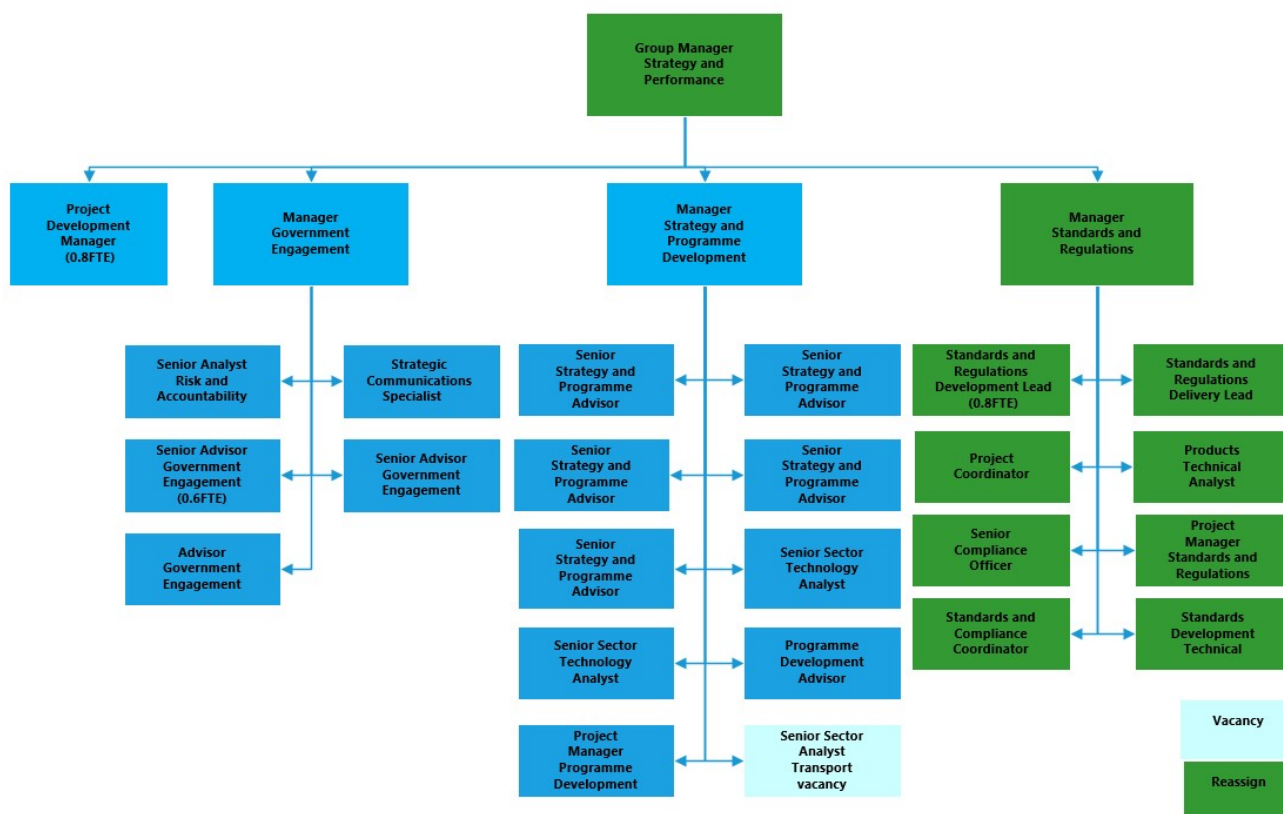 Group Manager
Strategy and
Performance
Project
Development
Manager
(0.8FTE)
Manager
Government
Engagement
Manager
Strategy and
Programme
Development
Manager
Standards and
Regulations
Senior Analyst
Risk and
Accountability
Strategic
Communications
Specialist
Senior
Strategy and
Programme
Advisor
Senior
Strategy and
Programme
Advisor
Standards and
Regulations
Development Lead
(0.8FTE)
Standards and
Regulations
Delivery Lead
Senior Advisor
Government
Engagement
(0.6FTE)
Senior Advisor
Government
Engagement
Senior
Strategy and
Programme
Advisor
Senior
Strategy and
Programme
Advisor
Project
Coordinator
Products
Technical
Analyst
Advisor
Government
Engagement
Senior
Strategy and
Programme
Advisor
Senior Sector
Technology
Analyst
Senior
Compliance
Officer
Project
Manager
Standards and
Regulations
Senior Sector
Technology
Analyst
Programme
Development
Advisor
Standards and
Compliance
Coordinator
Standards
Development
Technical
Project
Manager
Programme
Development
Senior Sector
Analyst
Transport
vacancy
Vacancy
Reassign